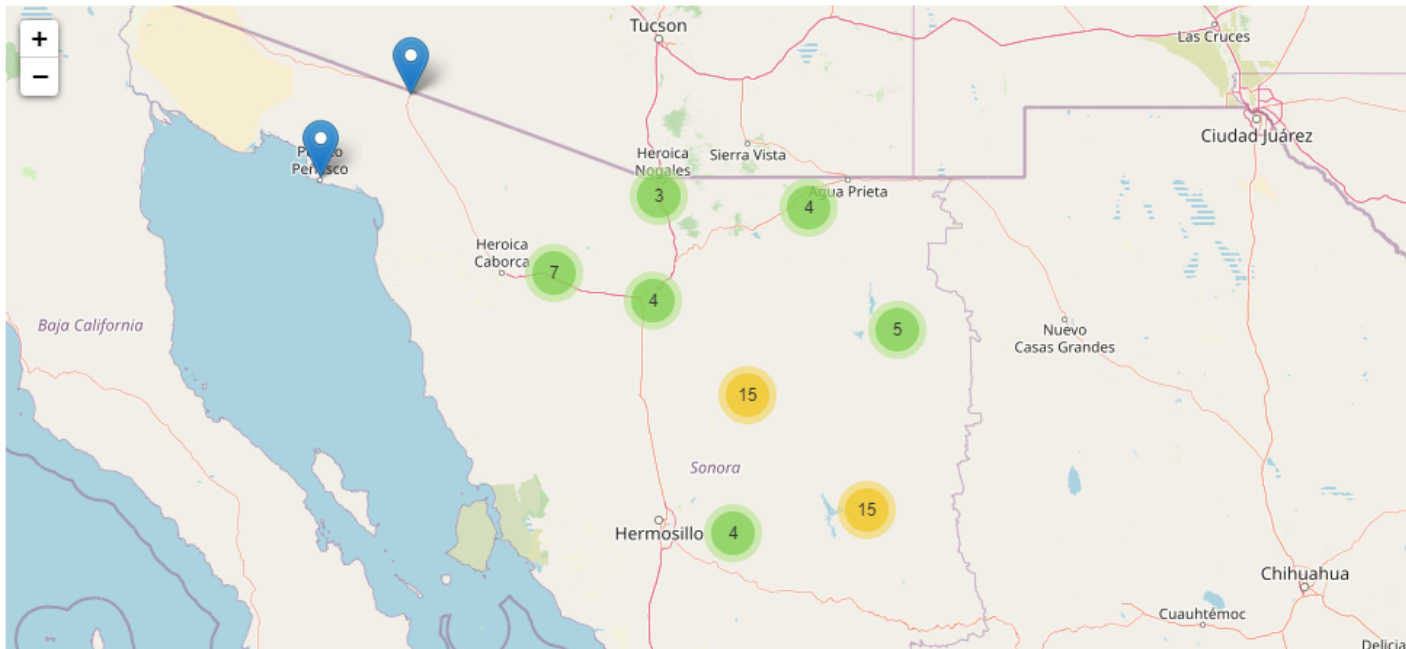 +
−
Tucson
Las Cruces
Ciudad Juárez
Heroica
Nogales
Sierra Vista
Agua Prieta
3
4
Heroica
Caborca
7
4
5
Baja California
Nuevo
Casas Grandes
15
Sonora
15
Hermosillo
4
Chihuahua
Cuauhtémoc
Delicia